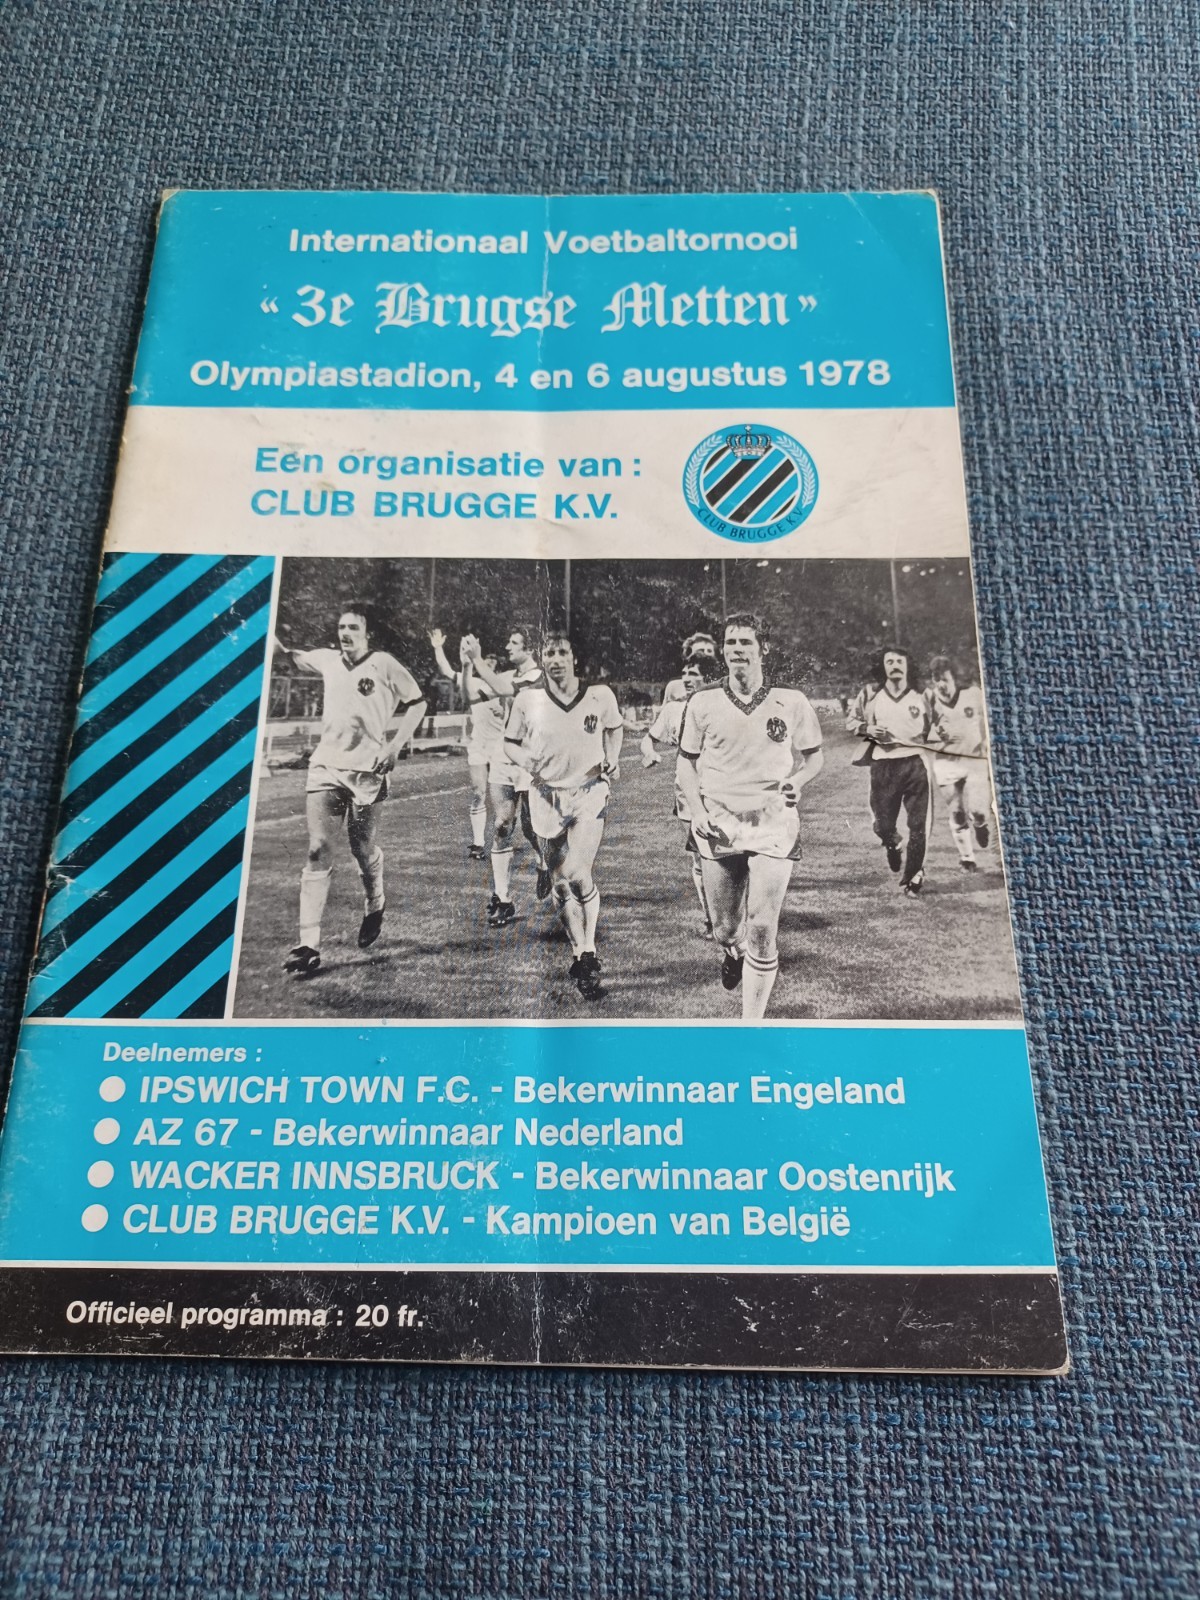 Internationaal Voetbaltornooi
“ 3e Brugse Metten ”
Olympiastadion, 4 en 6 augustus 1978
Een organisatie van :
CLUB BRUGGE K.V.
CLUB BRUGGE K.V.
Deelnemers :
● IPSWICH TOWN F.C. - Bekerwinnaar Engeland
● AZ 67 - Bekerwinnaar Nederland
● WACKER INNSBRUCK - Bekerwinnaar Oostenrijk
● CLUB BRUGGE K.V. - Kampioen van België
Officieel programma : 20 fr.